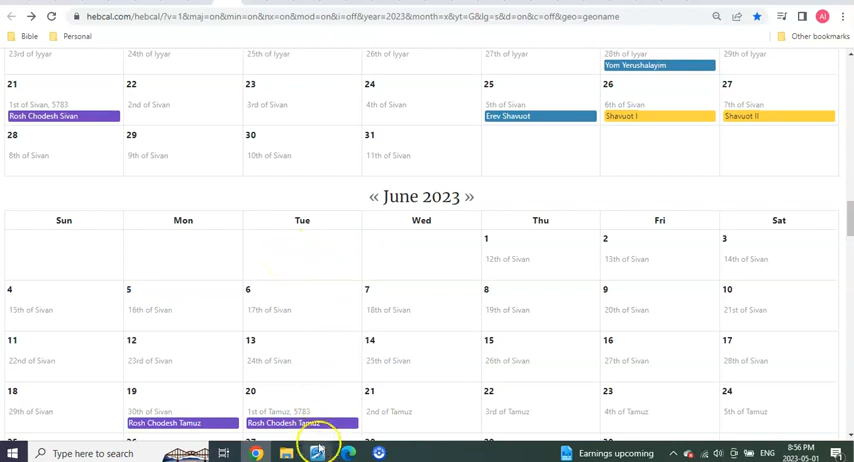 hebcal.com/hebcal/?v=1&maj=on&min=on&nx=on&mod=on&i=off&year=2023&month=x&yt=G&lg=s&d=on&c=off&geo=geoname
AI
Bible Personal Other bookmarks
23rd of Iyyar 24th of Iyyar 25th of Iyyar 26th of Iyyar 28th of Iyyar 29th of Iyyar
Yom Yerushalayim
21 22 23 24 25 26 27
1st of Sivan, 5783 2nd of Sivan 3rd of Sivan 4th of Sivan 5th of Sivan 6th of Sivan 7th of Sivan
Rosh Chodesh Sivan Erev Shavuot Shavuot I Shavuot II
28 29 30 31
8th of Sivan 9th of Sivan 10th of Sivan 11th of Sivan
« June 2023 »
Sun Mon Tue Wed Thu Fri Sat
1 2 3
12th of Sivan 13th of Sivan 14th of Sivan
4 5 6 7 8 9 10
15th of Sivan 16th of Sivan 17th of Sivan 18th of Sivan 19th of Sivan 20th of Sivan 21st of Sivan
11 12 13 14 15 16 17
22nd of Sivan 23rd of Sivan 24th of Sivan 25th of Sivan 26th of Sivan 27th of Sivan 28th of Sivan
18 19 20 21 22 23 24
29th of Sivan 30th of Sivan 1st of Tamuz, 5783 2nd of Tamuz 3rd of Tamuz 4th of Tamuz 5th of Tamuz
Rosh Chodesh Tamuz Rosh Chodesh Tamuz
Type here to search Earnings upcoming ENG 8:56 PM
2023-05-01